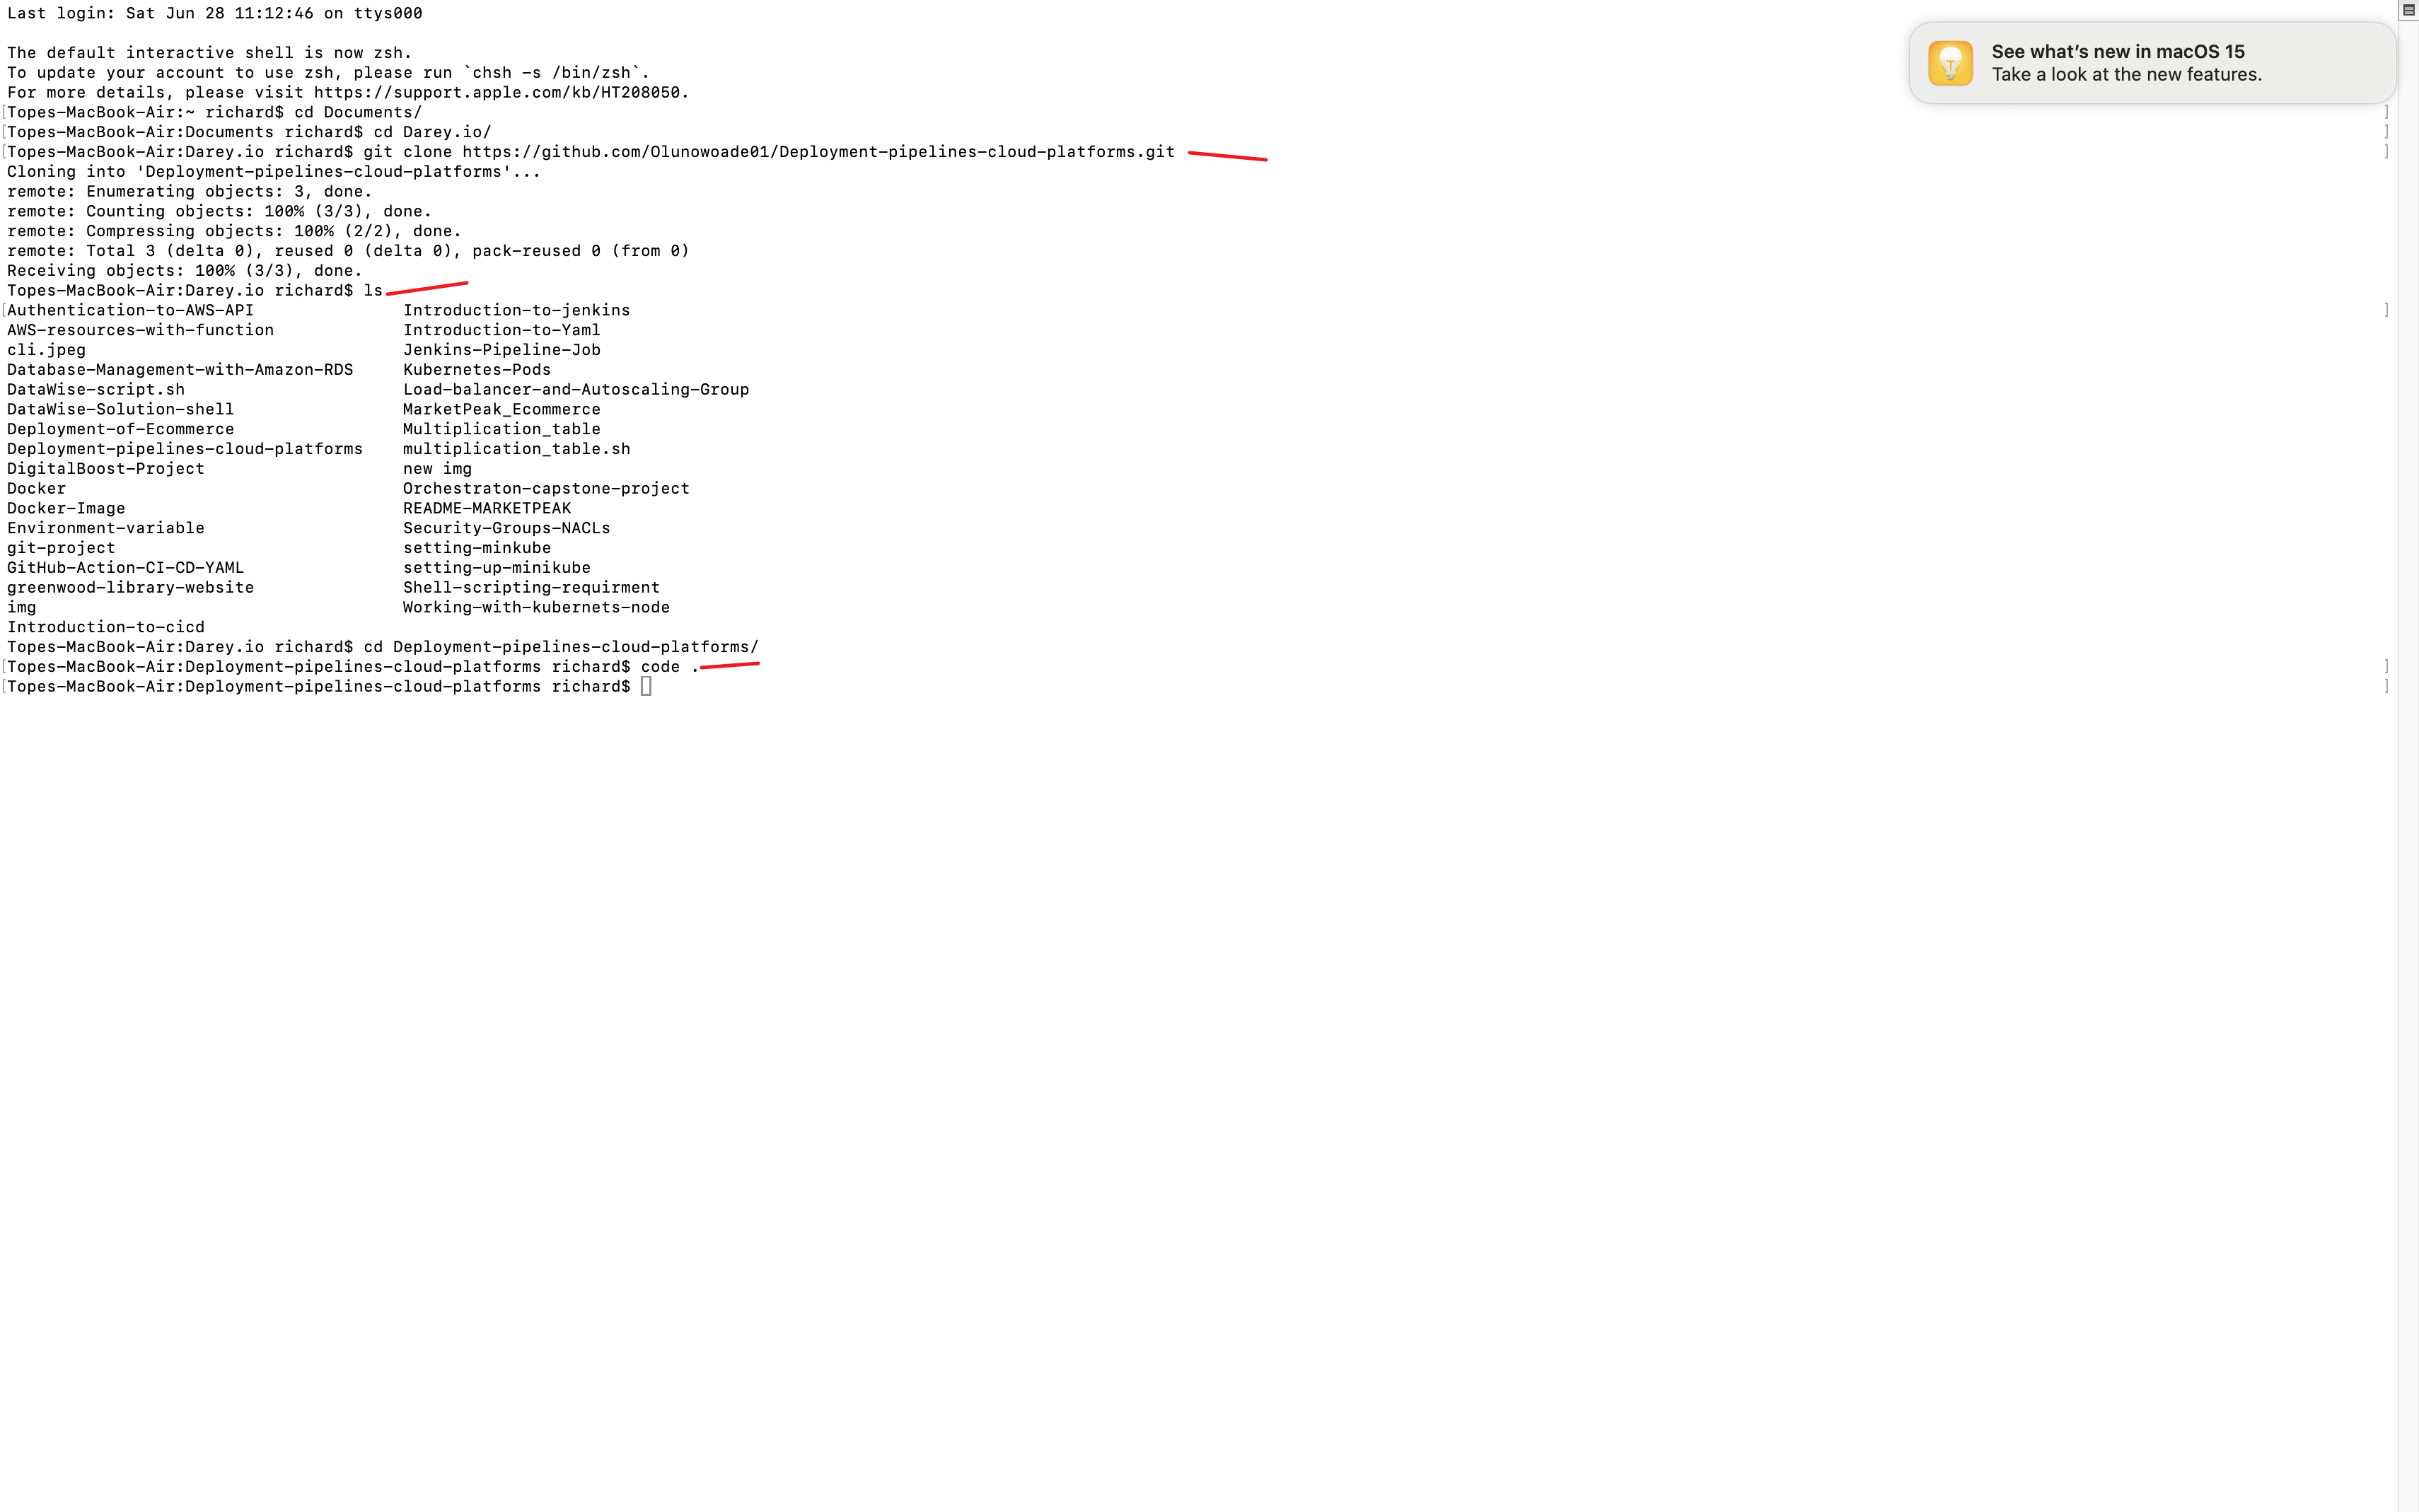 Last login: Sat Jun 28 11:12:46 on ttys000
The default interactive shell is now zsh.
To update your account to use zsh, please run `chsh -s /bin/zsh`.
For more details, please visit https://support.apple.com/kb/HT208050.
[Topes-MacBook-Air:~ richard$ cd Documents/ ]
[Topes-MacBook-Air:Documents richard$ cd Darey.io/ ]
[Topes-MacBook-Air:Darey.io richard$ git clone https://github.com/Olunowoade01/Deployment-pipelines-cloud-platforms.git ]
Cloning into 'Deployment-pipelines-cloud-platforms'...
remote: Enumerating objects: 3, done.
remote: Counting objects: 100% (3/3), done.
remote: Compressing objects: 100% (2/2), done.
remote: Total 3 (delta 0), reused 0 (delta 0), pack-reused 0 (from 0)
Receiving objects: 100% (3/3), done.
Topes-MacBook-Air:Darey.io richard$ ls
[Authentication-to-AWS-API Introduction-to-jenkins ]
AWS-resources-with-function Introduction-to-Yaml
cli.jpeg Jenkins-Pipeline-Job
Database-Management-with-Amazon-RDS Kubernetes-Pods
DataWise-script.sh Load-balancer-and-Autoscaling-Group
DataWise-Solution-shell MarketPeak_Ecommerce
Deployment-of-Ecommerce Multiplication_table
Deployment-pipelines-cloud-platforms multiplication_table.sh
DigitalBoost-Project new img
Docker Orchestraton-capstone-project
Docker-Image README-MARKETPEAK
Environment-variable Security-Groups-NACLs
git-project setting-minkube
GitHub-Action-CI-CD-YAML setting-up-minikube
greenwood-library-website Shell-scripting-requirment
img Working-with-kubernets-node
Introduction-to-cicd
Topes-MacBook-Air:Darey.io richard$ cd Deployment-pipelines-cloud-platforms/
[Topes-MacBook-Air:Deployment-pipelines-cloud-platforms richard$ code . ]
[Topes-MacBook-Air:Deployment-pipelines-cloud-platforms richard$ ]
See what's new in macOS 15
Take a look at the new features.